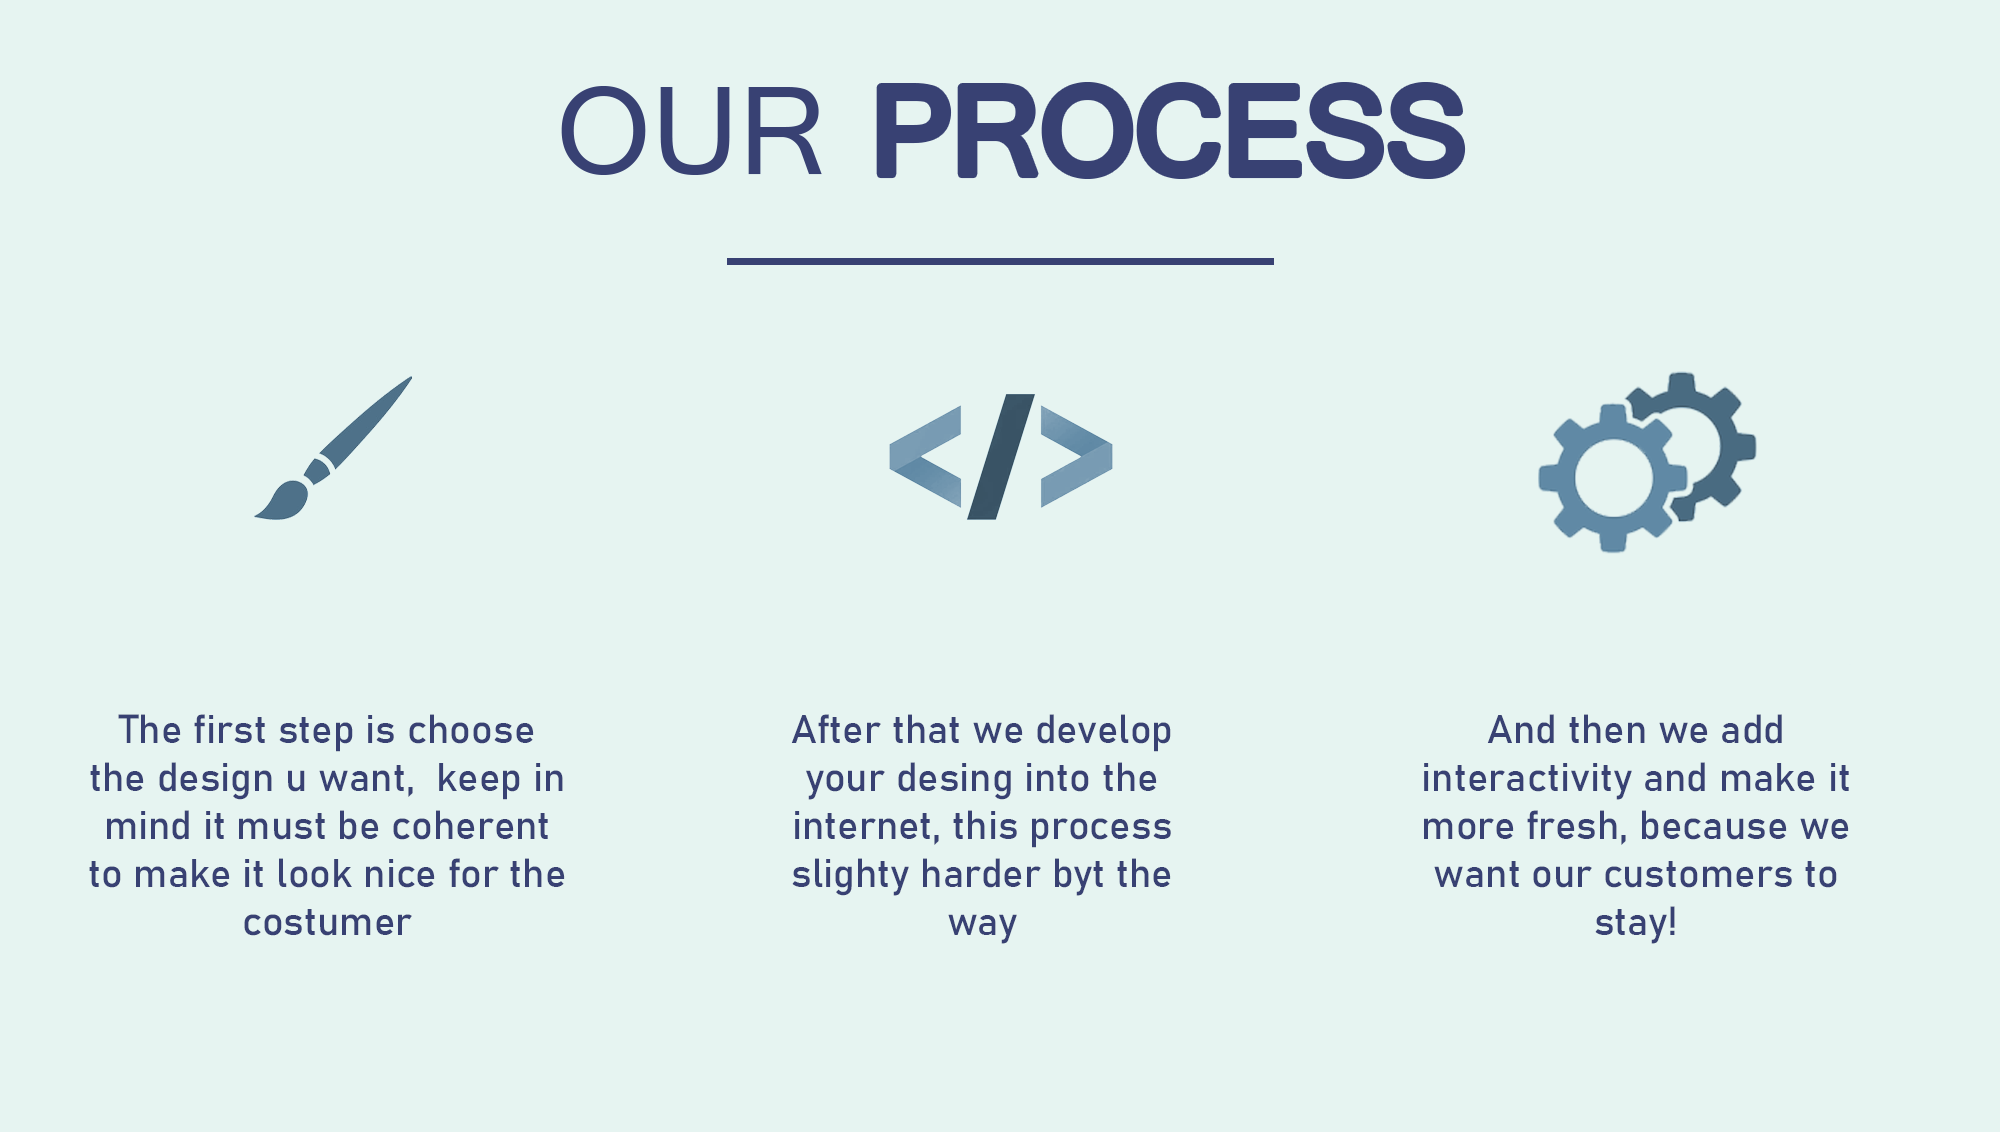 OUR PROCESS
</>
The first step is choose
the design u want,  keep in
mind it must be coherent
to make it look nice for the
costumer
After that we develop
your desing into the
internet, this process
slighty harder byt the
way
And then we add
interactivity and make it
more fresh, because we
want our customers to
stay!